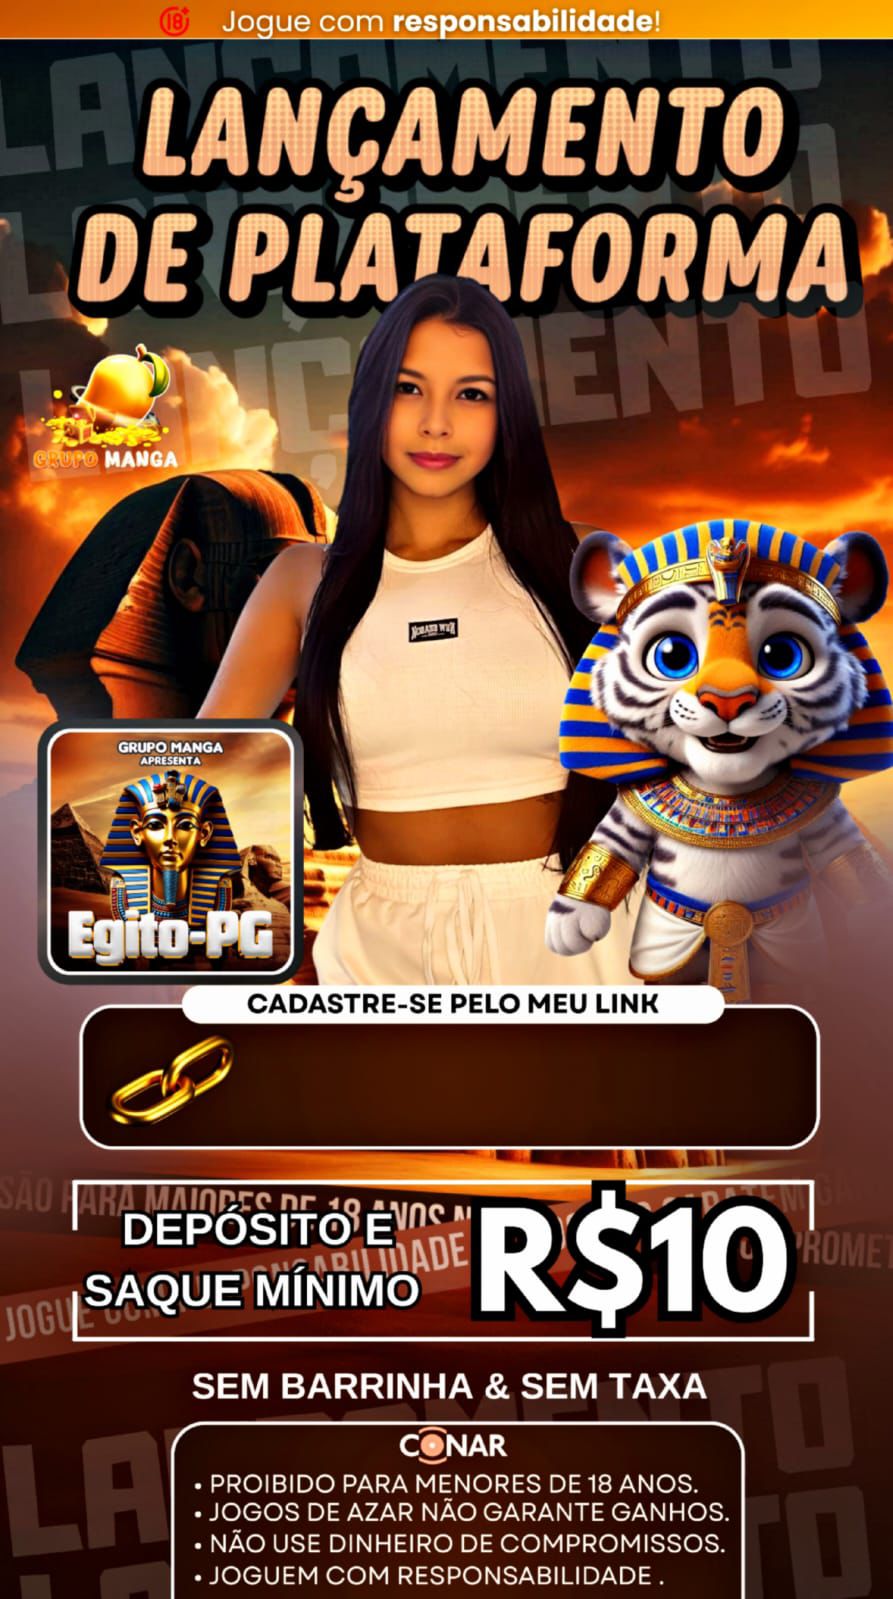 18+ Jogue com responsabilidade!
LANÇAMENTO
DE PLATAFORMA
LANÇAMENTO
GRUPO MANGA
GRUPO MANGA
APRESENTA
Egito-PG
CADASTRE-SE PELO MEU LINK
DEPÓSITO E
SAQUE MÍNIMO
R$10
SEM BARRINHA & SEM TAXA
CONAR
• PROIBIDO PARA MENORES DE 18 ANOS.
• JOGOS DE AZAR NÃO GARANTE GANHOS.
• NÃO USE DINHEIRO DE COMPROMISSOS.
• JOGUEM COM RESPONSABILIDADE .